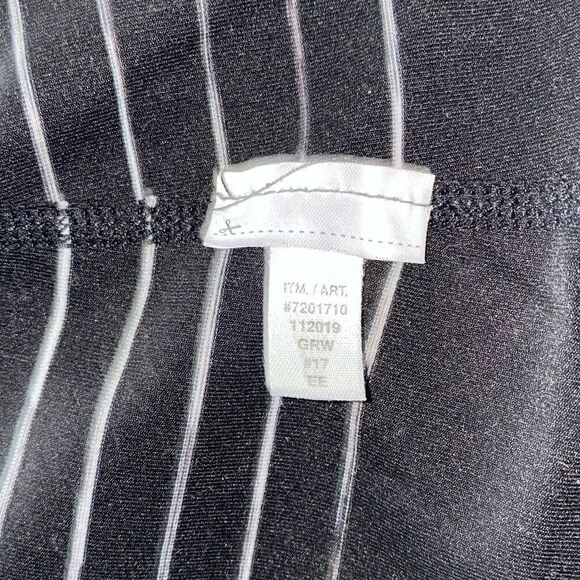 ITM. / ART.
#7201710
112019
GRW
#17
EE